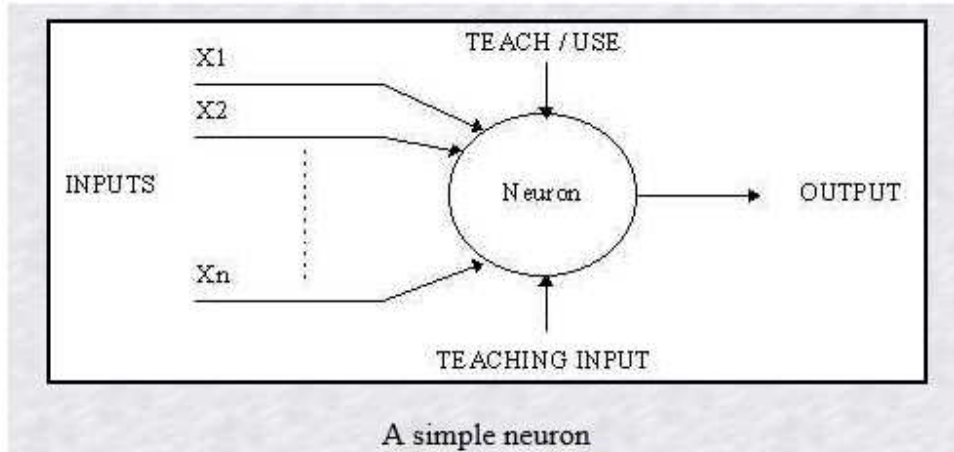 TEACH / USE
X1
X2
INPUTS
Neuron
OUTPUT
Xn
TEACHING INPUT
A simple neuron